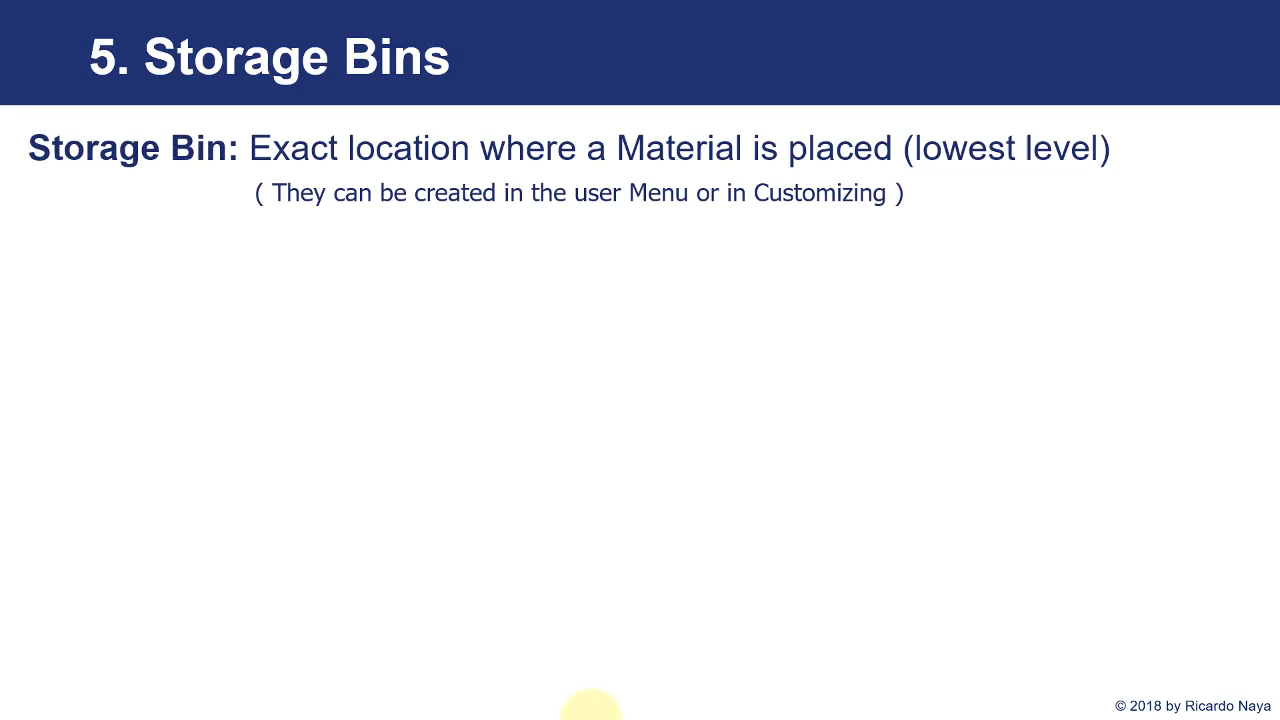 5. Storage Bins
Storage Bin: Exact location where a Material is placed (lowest level)
( They can be created in the user Menu or in Customizing )
© 2018 by Ricardo Naya